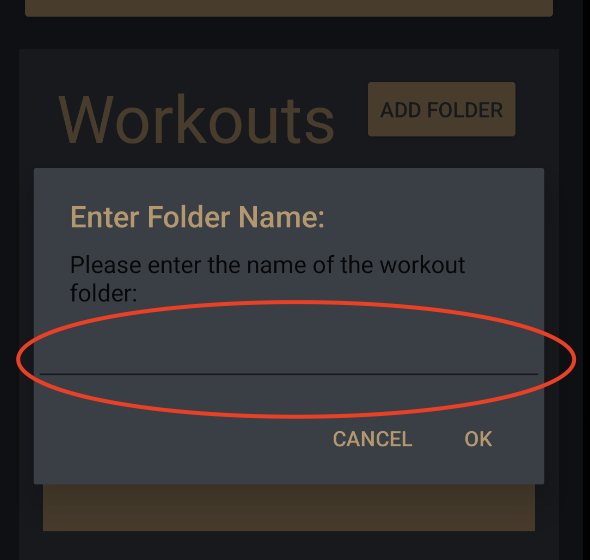 Workouts
ADD FOLDER
Enter Folder Name:
Please enter the name of the workout
folder:
CANCEL OK